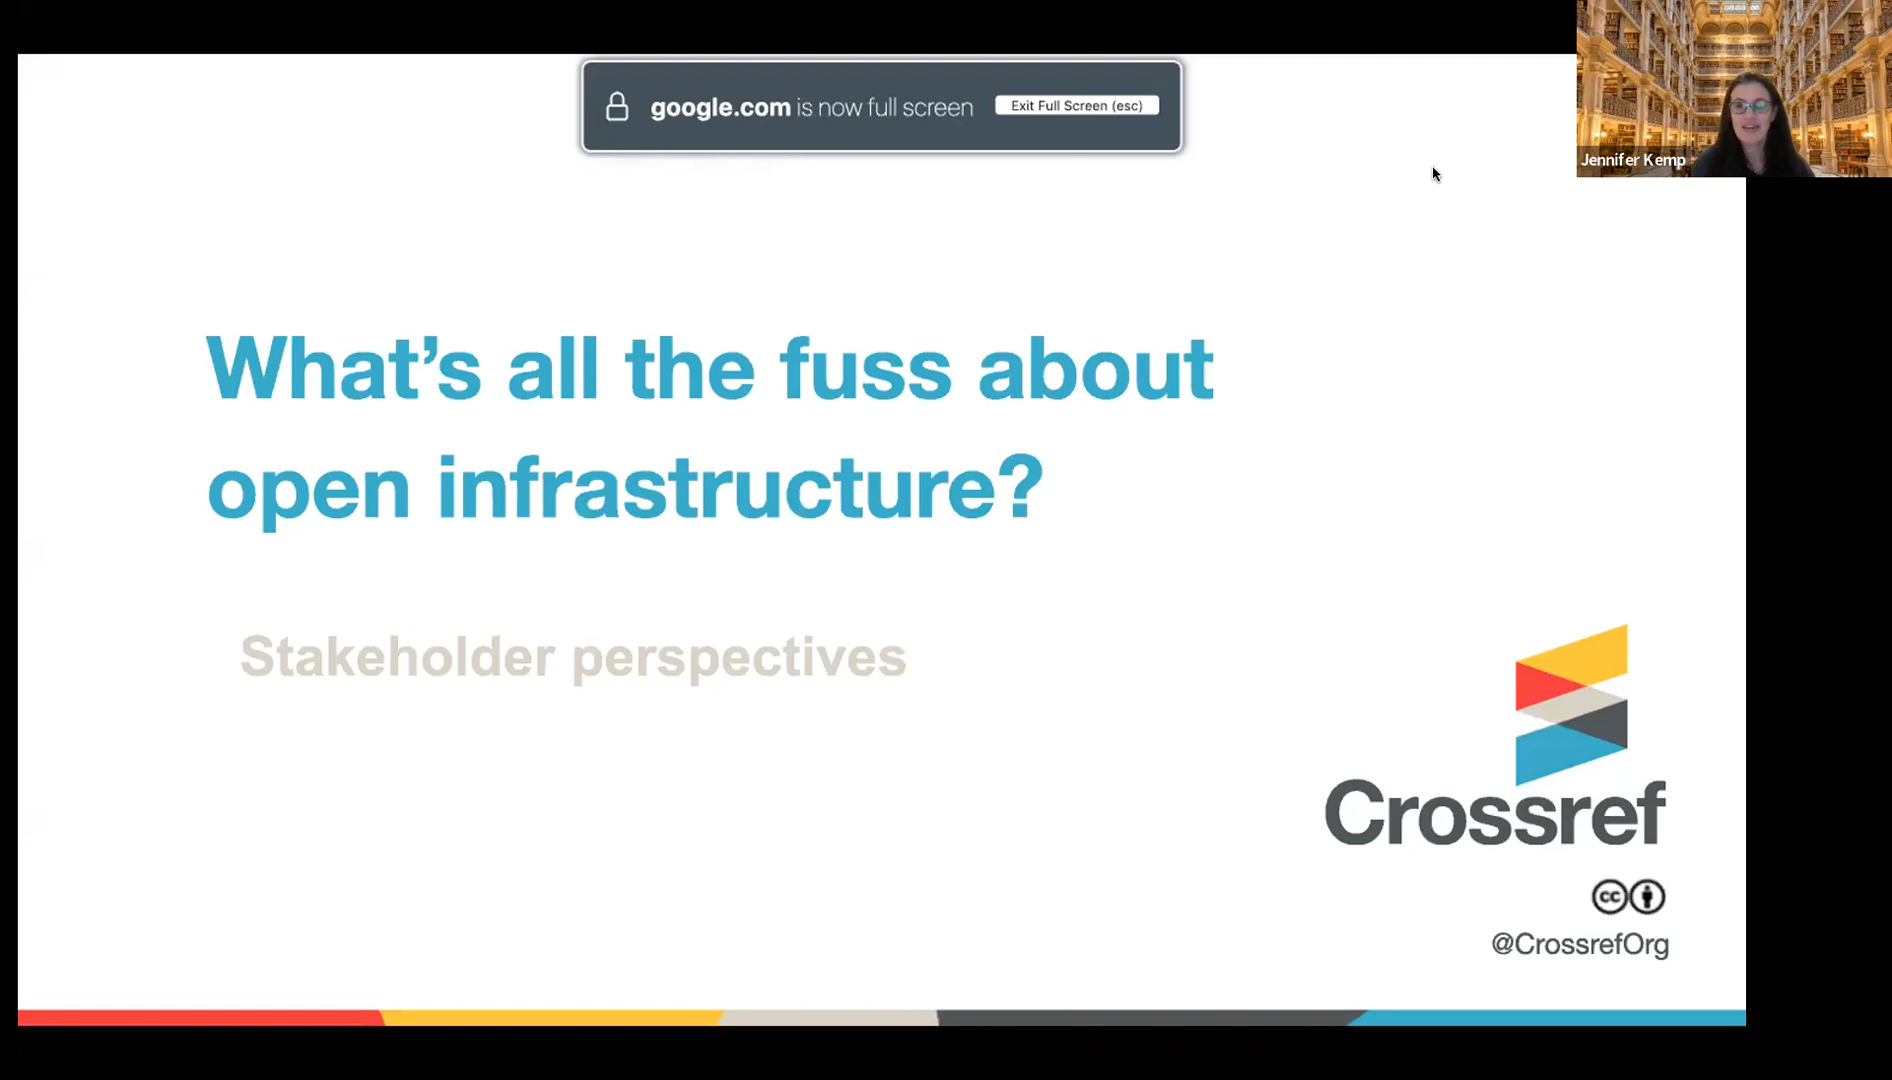 google.com is now full screen
Exit Full Screen (esc)
Jennifer Kemp
What’s all the fuss about
open infrastructure?
Stakeholder perspectives
Crossref
cc
@CrossrefOrg